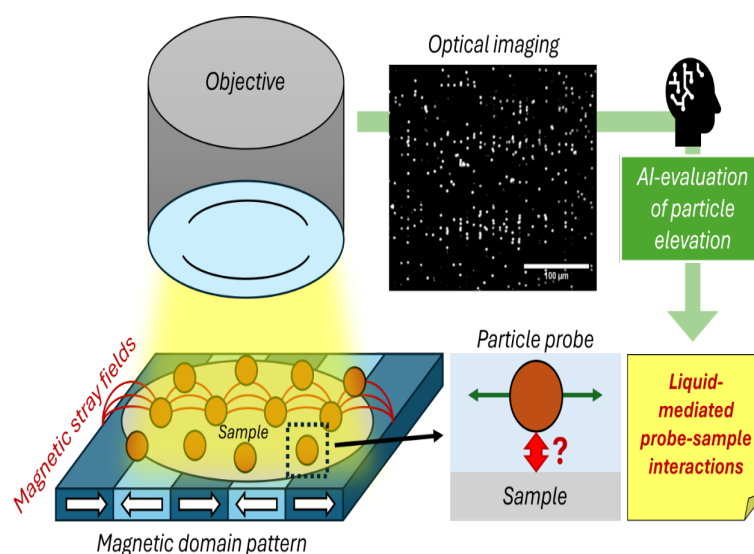 Optical imaging
Objective
100 µm
AI-evaluation
of particle
elevation
Magnetic stray fields
Sample
Particle probe
?
Sample
Liquid-
mediated
probe-sample
interactions
Magnetic domain pattern